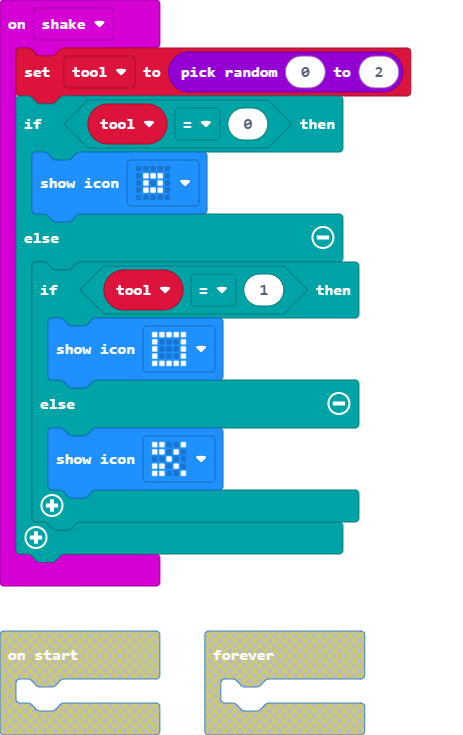 on shake
set tool to pick random 0 to 2
if tool = 0 then
show icon
else
if tool = 1 then
show icon
else
show icon
on start
forever